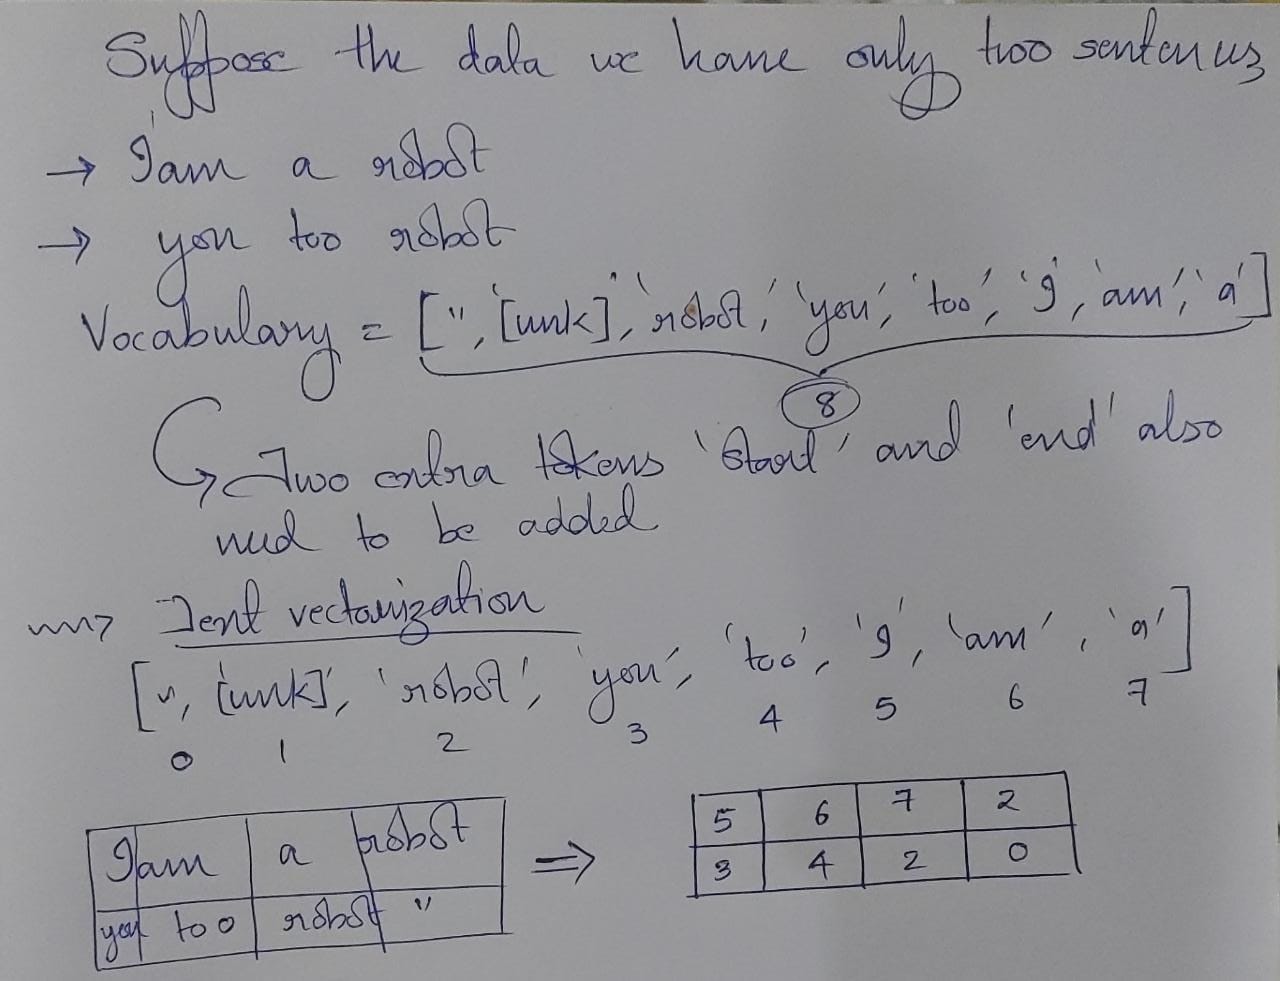 Suppose the data we have only two sentences
→ I am a robot
→ you too robot
Vocabulary = ['', '[unk]', 'robot', 'you', 'too', 'I', 'am', 'a']
8
Two extra tokens 'start' and 'end' also
need to be added
Text vectorization
['', [unk], 'robot', 'you', 'too', 'I', 'am', 'a']
0 1 2 3 4 5 6 7
I am a robot ⇒ 5 6 7 2
you too robot '' 3 4 2 0